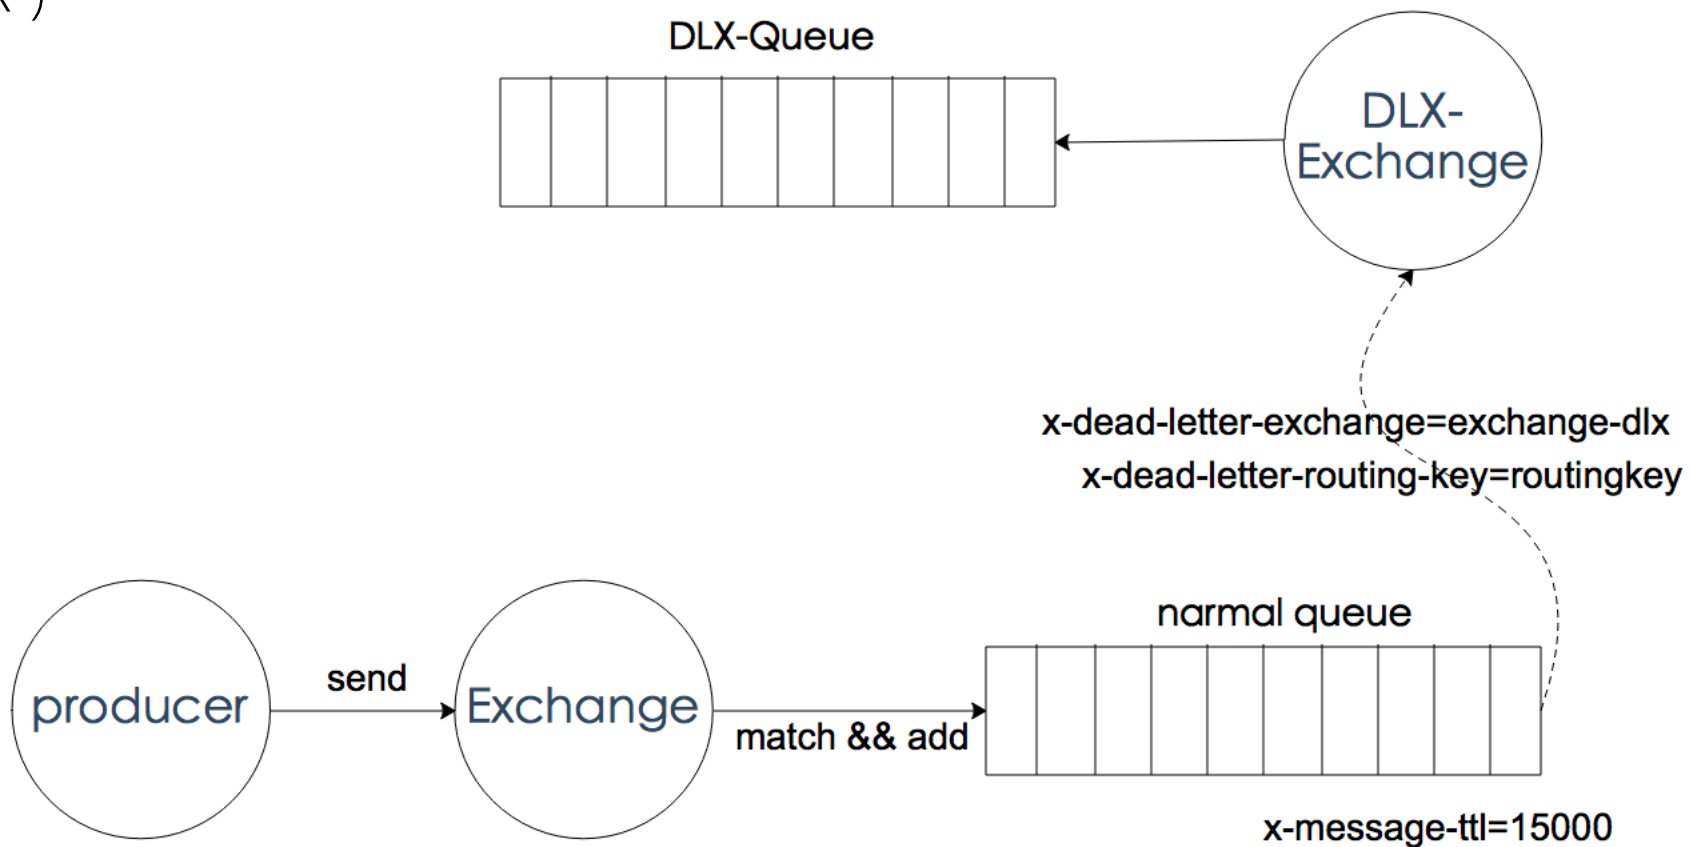 DLX-Queue
DLX-
Exchange
x-dead-letter-exchange=exchange-dlx
x-dead-letter-routing-key=routingkey
narmal queue
send
producer
Exchange
match && add
x-message-ttl=15000